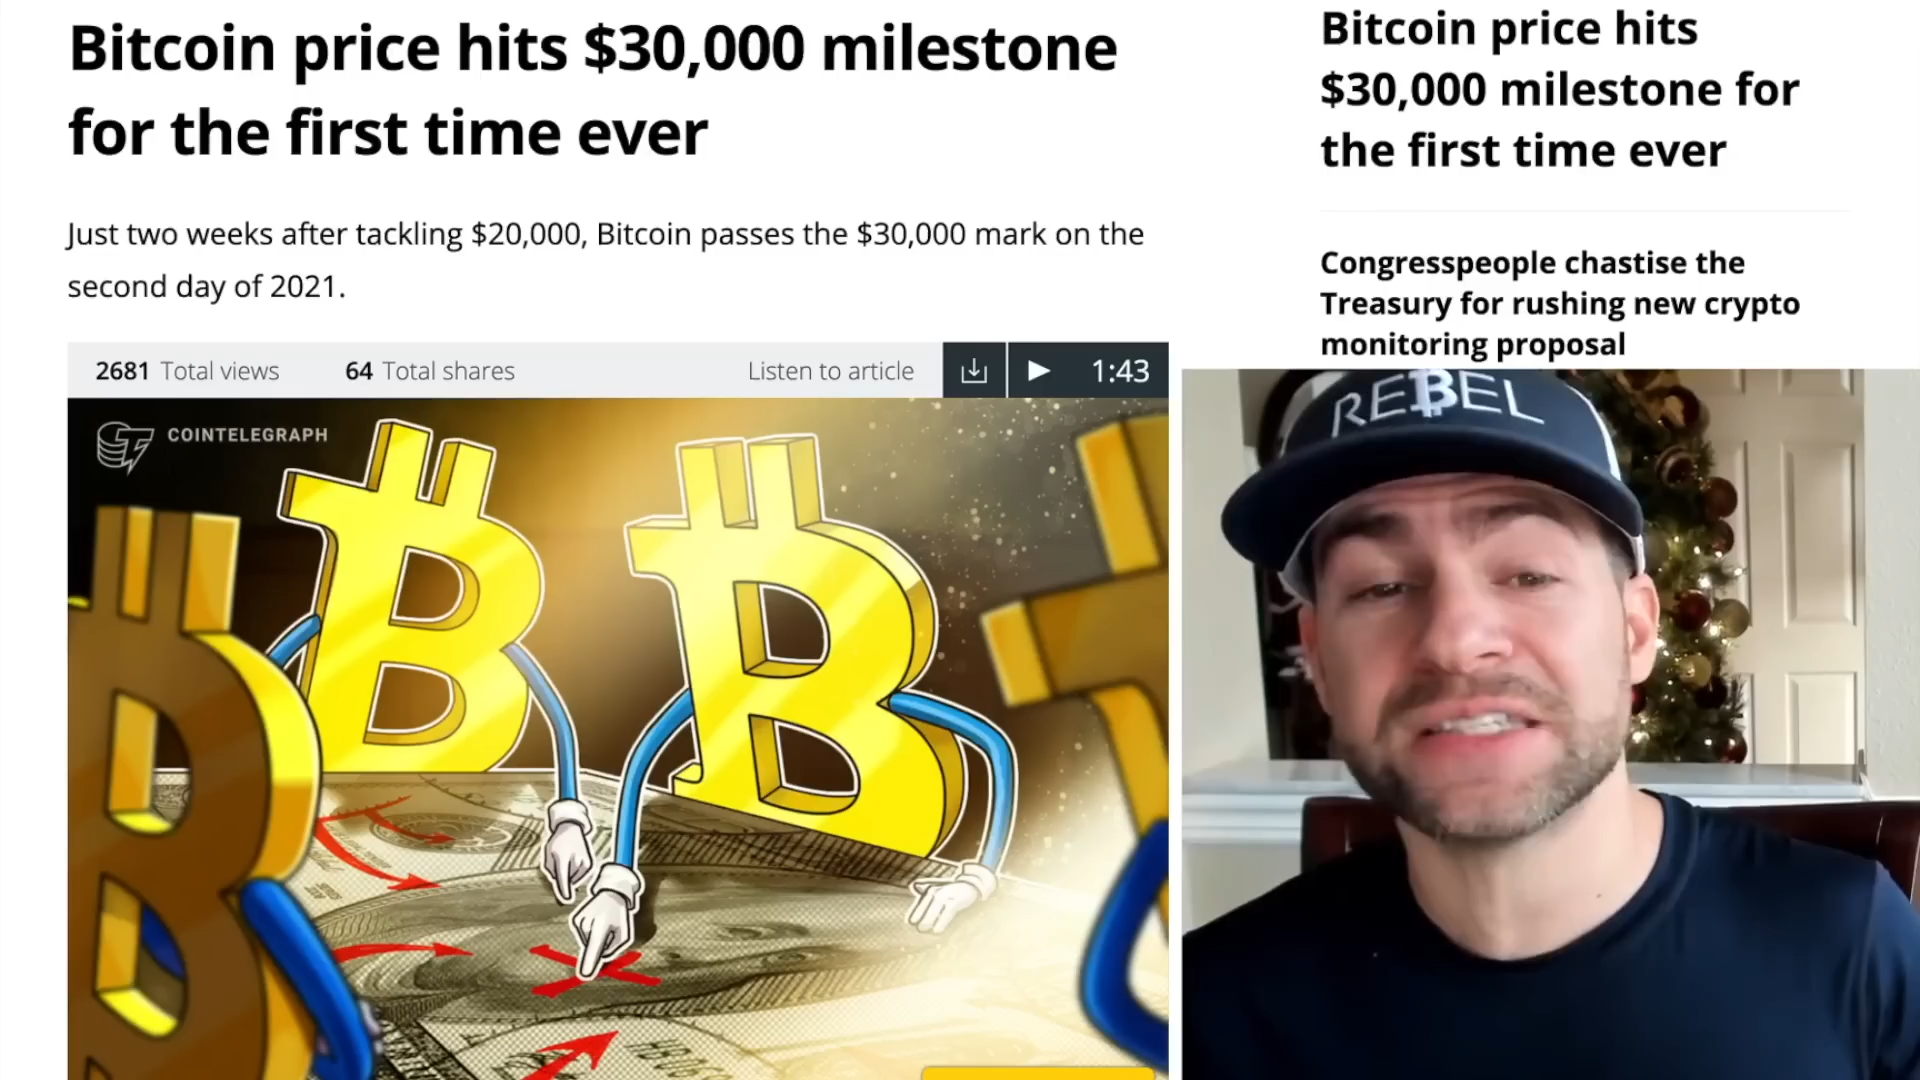 Bitcoin price hits $30,000 milestone
for the first time ever
Just two weeks after tackling $20,000, Bitcoin passes the $30,000 mark on the
second day of 2021.
2681 Total views 64 Total shares Listen to article 1:43
COINTELEGRAPH
Bitcoin price hits
$30,000 milestone for
the first time ever
Congresspeople chastise the
Treasury for rushing new crypto
monitoring proposal
RE₿EL